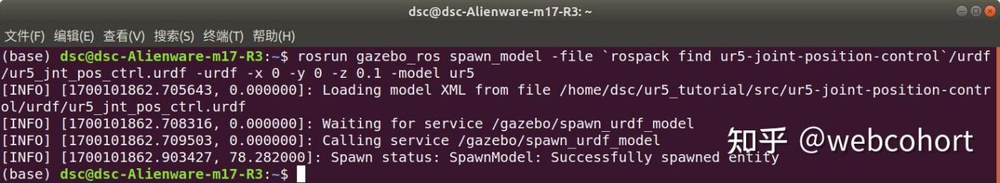 dsc@dsc-Alienware-m17-R3: ~
文件(F) 编辑(E) 查看(V) 搜索(S) 终端(T) 帮助(H)
(base) dsc@dsc-Alienware-m17-R3:~$ rosrun gazebo_ros spawn_model -file `rospack find ur5-joint-position-control`/urdf
/ur5_jnt_pos_ctrl.urdf -urdf -x 0 -y 0 -z 0.1 -model ur5
[INFO] [1700101862.705643, 0.000000]: Loading model XML from file /home/dsc/ur5_tutorial/src/ur5-joint-position-contr
ol/urdf/ur5_jnt_pos_ctrl.urdf
[INFO] [1700101862.708316, 0.000000]: Waiting for service /gazebo/spawn_urdf_model
[INFO] [1700101862.709503, 0.000000]: Calling service /gazebo/spawn_urdf_model
[INFO] [1700101862.903427, 78.282000]: Spawn status: SpawnModel: Successfully spawned entity
(base) dsc@dsc-Alienware-m17-R3:~$
知乎 @webcohort